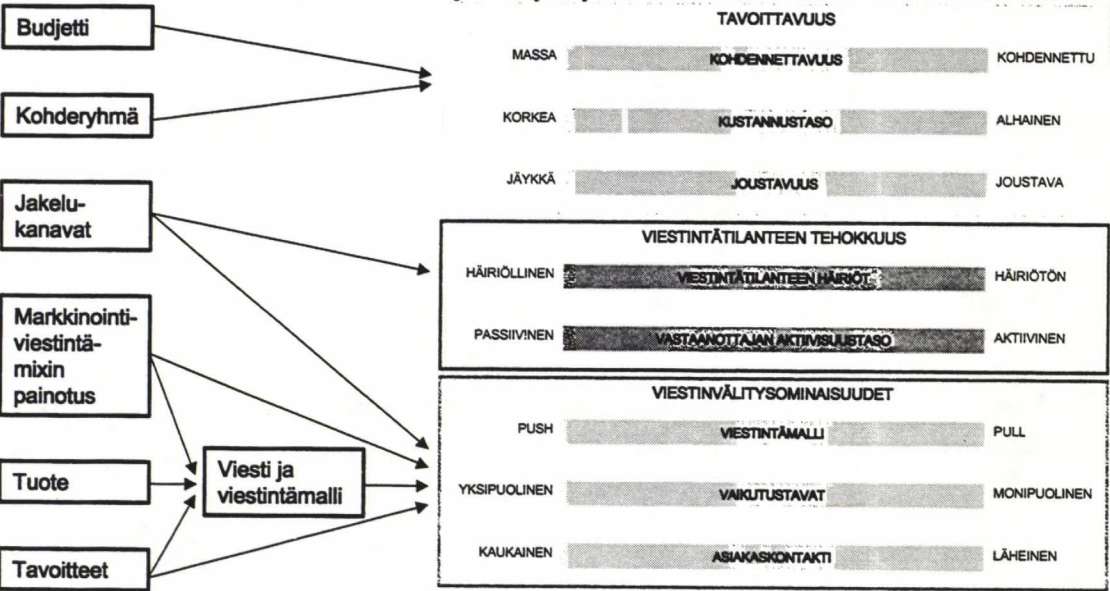 Budjetti
Kohderyhmä
Jakelu-
kanavat
Markkinointi-
viestintä-
mixin
painotus
Tuote
Tavoitteet
Viesti ja
viestintämalli
TAVOITTAVUUS
MASSA KOHDENNETTAVUUS KOHDENNETTU
KORKEA KUSTANNUSTASO ALHAINEN
JÄYKKÄ JOUSTAVUUS JOUSTAVA
VIESTINTÄTILANTEEN TEHOKKUUS
HÄIRIÖLLINEN VIESTINTÄTILANTEEN HÄIRIÖT HÄIRIÖTÖN
PASSIIVINEN VASTAANOTTAJAN AKTIIVISUUSTASO AKTIIVINEN
VIESTINVÄLITYSOMINAISUUDET
PUSH VIESTINTÄMALLI PULL
YKSIPUOLINEN VAIKUTUSTAVAT MONIPUOLINEN
KAUKAINEN ASIAKASKONTAKTI LÄHEINEN